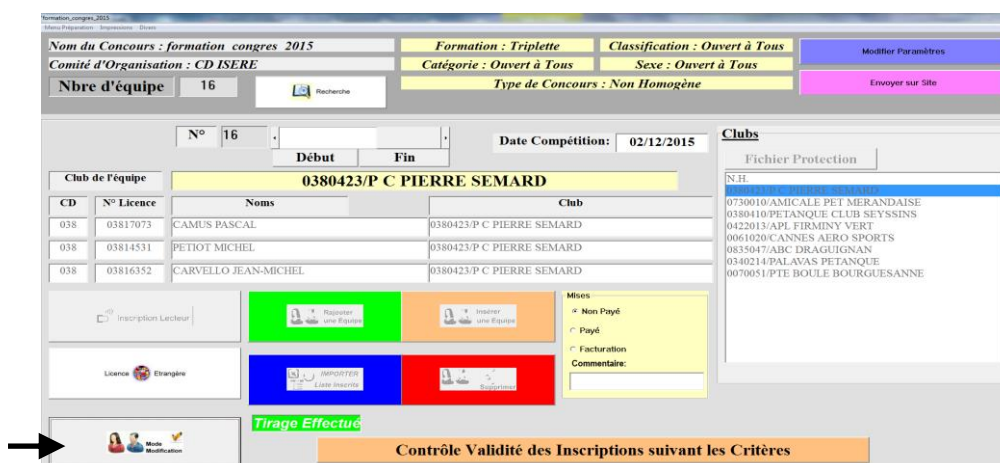 formation_congres_2015
Menu Préparation Impressions Divers
Nom du Concours : formation congres 2015
Formation : Triplette
Classification : Ouvert à Tous
Modifier Paramètres
Comité d'Organisation : CD ISERE
Catégorie : Ouvert à Tous
Sexe : Ouvert à Tous
Nbre d'équipe 16
Recherche
Type de Concours : Non Homogène
Envoyer sur Site
N° 16
Début Fin
Date Compétition: 02/12/2015
Clubs
Fichier Protection
Club de l'équipe
0380423/P C PIERRE SEMARD
CD N° Licence Noms Club
038 03817073 CAMUS PASCAL 0380423/P C PIERRE SEMARD
038 03814531 PETIOT MICHEL 0380423/P C PIERRE SEMARD
038 03816352 CARVELLO JEAN-MICHEL 0380423/P C PIERRE SEMARD
N.H.
0380423/P C PIERRE SEMARD
0730010/AMICALE PET MERANDAISE
0380410/PETANQUE CLUB SEYSSINS
0422013/APL FIRMINY VERT
0061020/CANNES AERO SPORTS
0835047/ABC DRAGUIGNAN
0340214/PALAVAS PETANQUE
0070051/PTE BOULE BOURGUESANNE
Inscription Lecteur
Rajouter
une Equipe
Insérer
une Equipe
Mises
Non Payé
Payé
Facturation
Commentaire:
Licence Etrangère
IMPORTER
Liste Inscrits
Supprimer
Mode
Modification
Tirage Effectué
Contrôle Validité des Inscriptions suivant les Critères